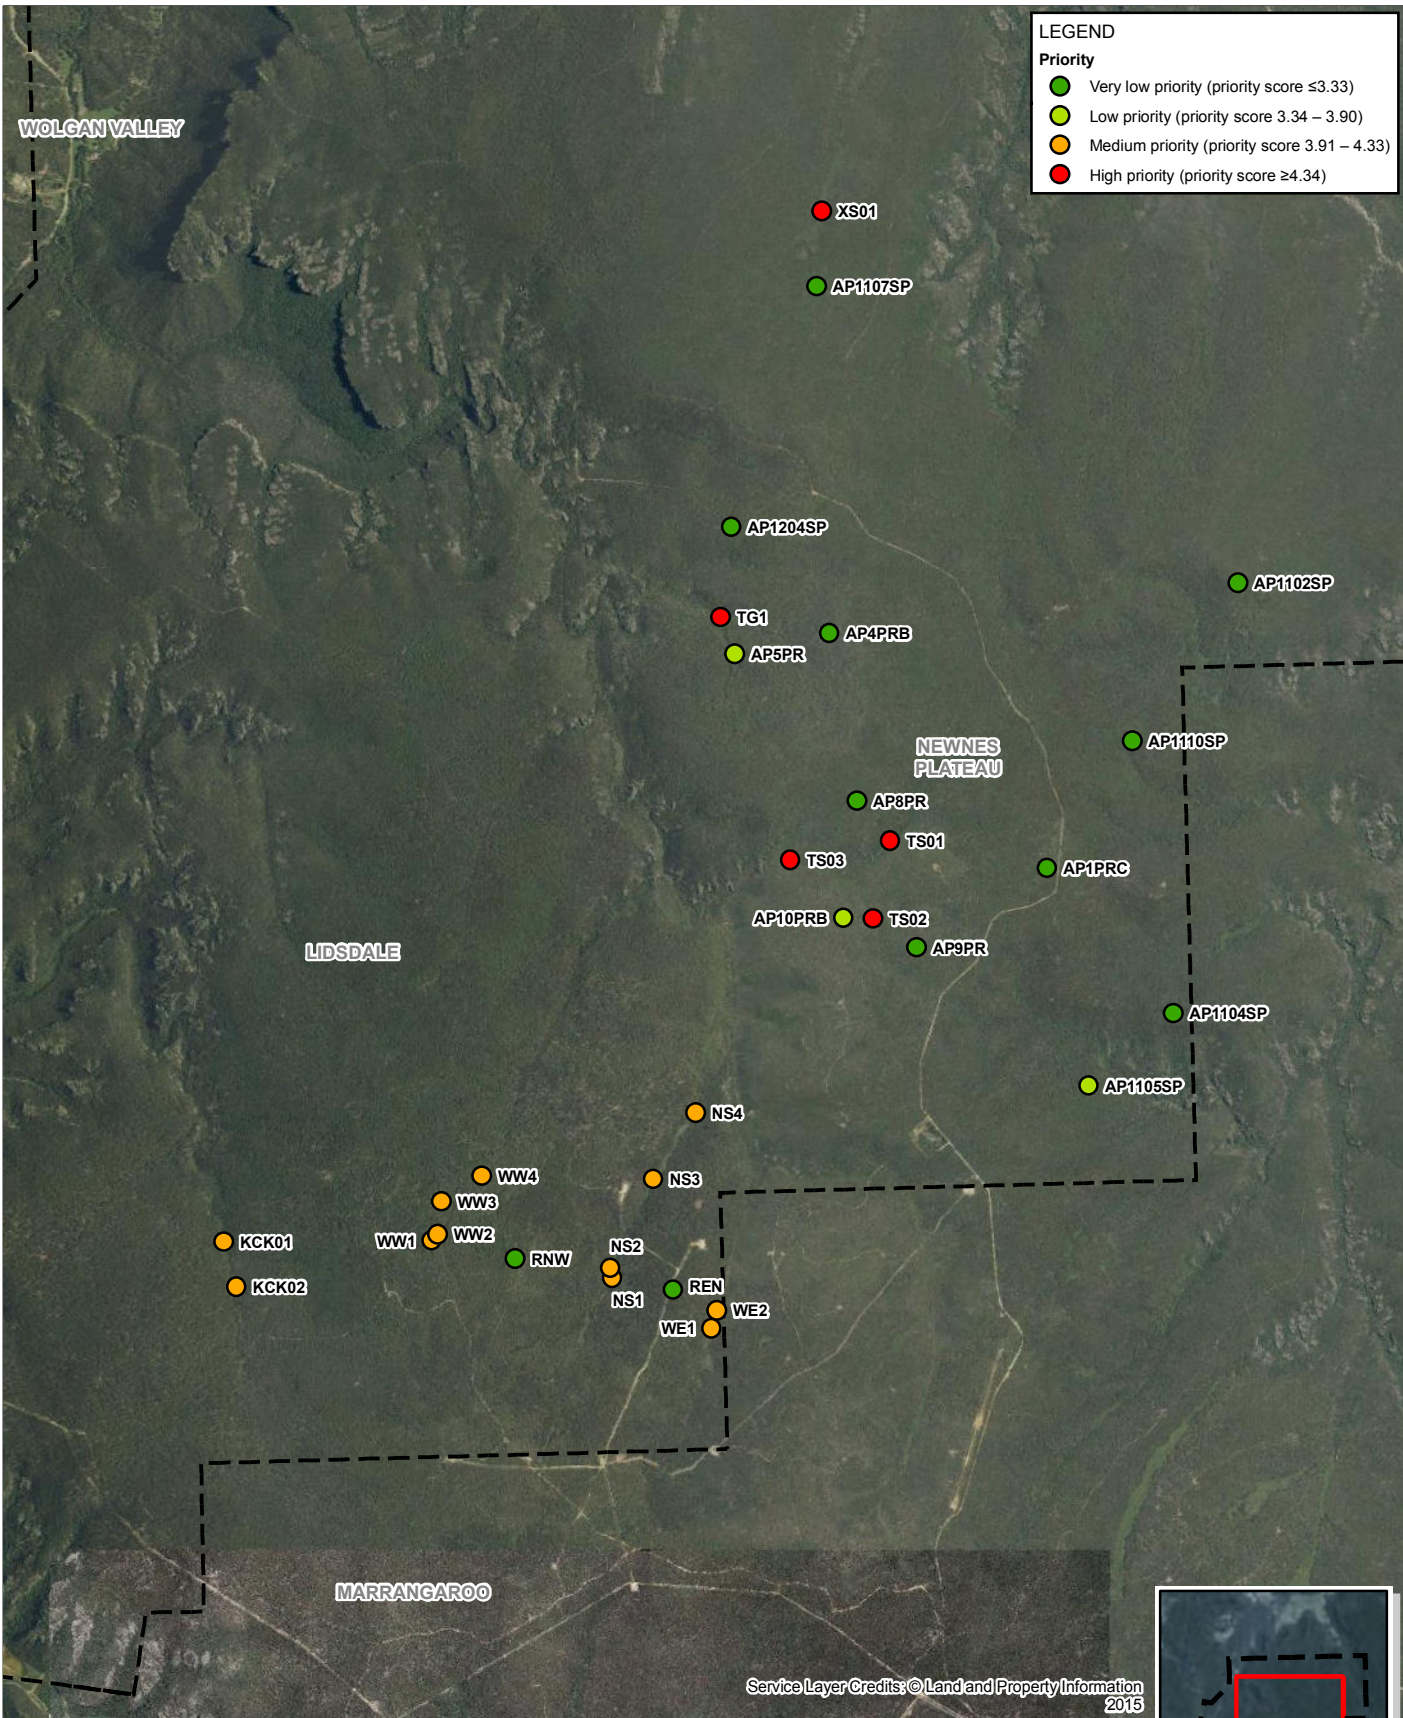 LEGEND
Priority
Very low priority (priority score ≤3.33)
Low priority (priority score 3.34 – 3.90)
Medium priority (priority score 3.91 – 4.33)
High priority (priority score ≥4.34)
WOLGAN VALLEY
XS01
AP1107SP
AP1204SP
AP1102SP
TG1
AP4PRB
AP5PR
NEWNES
PLATEAU
AP1110SP
AP8PR
TS01
TS03
AP1PRC
AP10PRB
TS02
AP9PR
LIDSDALE
AP1104SP
AP1105SP
NS4
WW4
NS3
WW3
WW2
WW1
KCK01
NS2
RNW
KCK02
REN
NS1
WE2
WE1
MARRANGAROO
Service Layer Credits: © Land and Property Information
2015